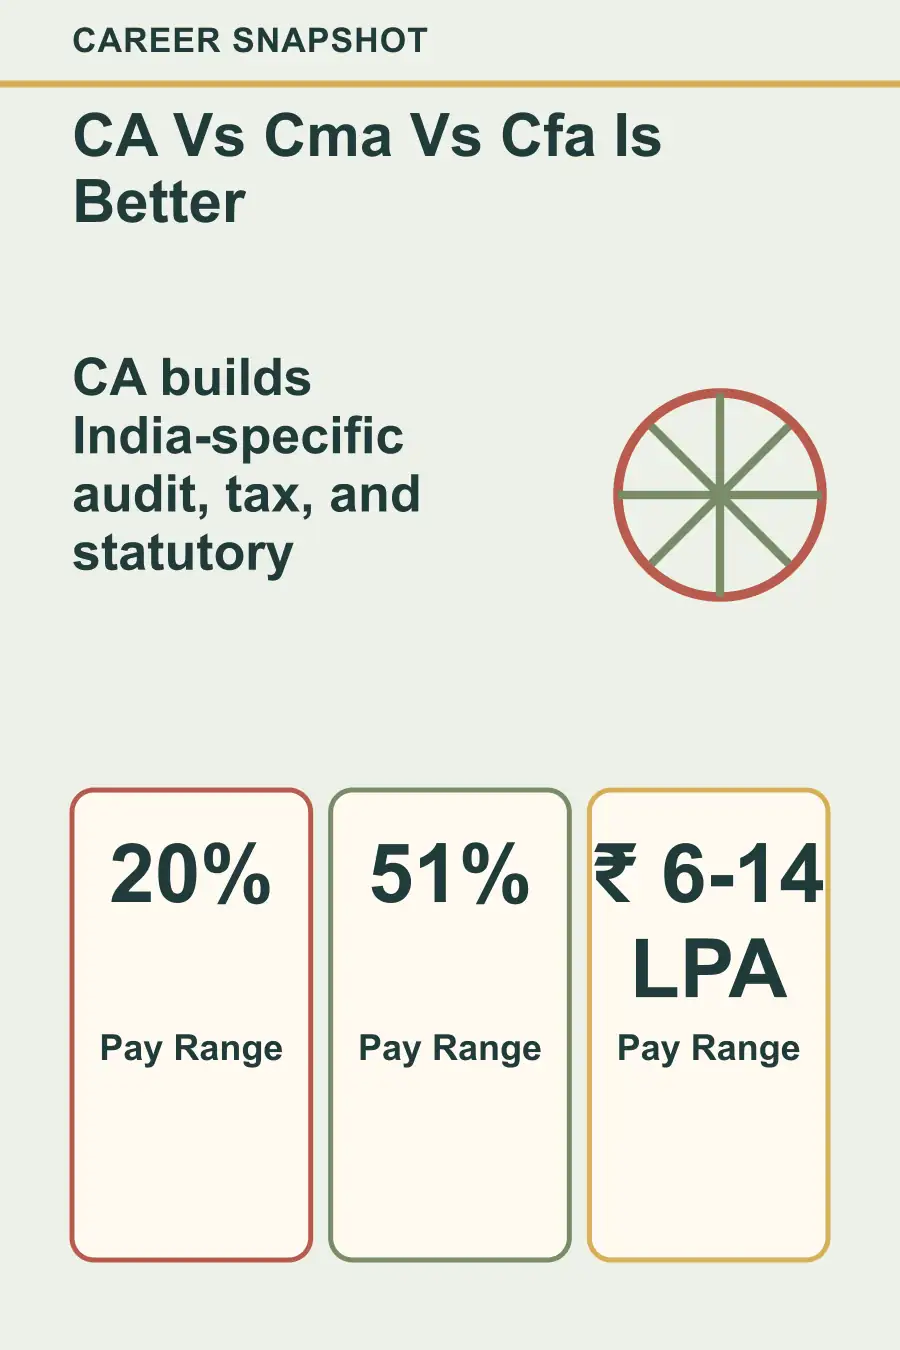 CAREER SNAPSHOT
CA Vs Cma Vs Cfa Is
Better
CA builds
India-specific
audit, tax, and
statutory
20%
Pay Range
51%
Pay Range
₹ 6-14
LPA
Pay Range